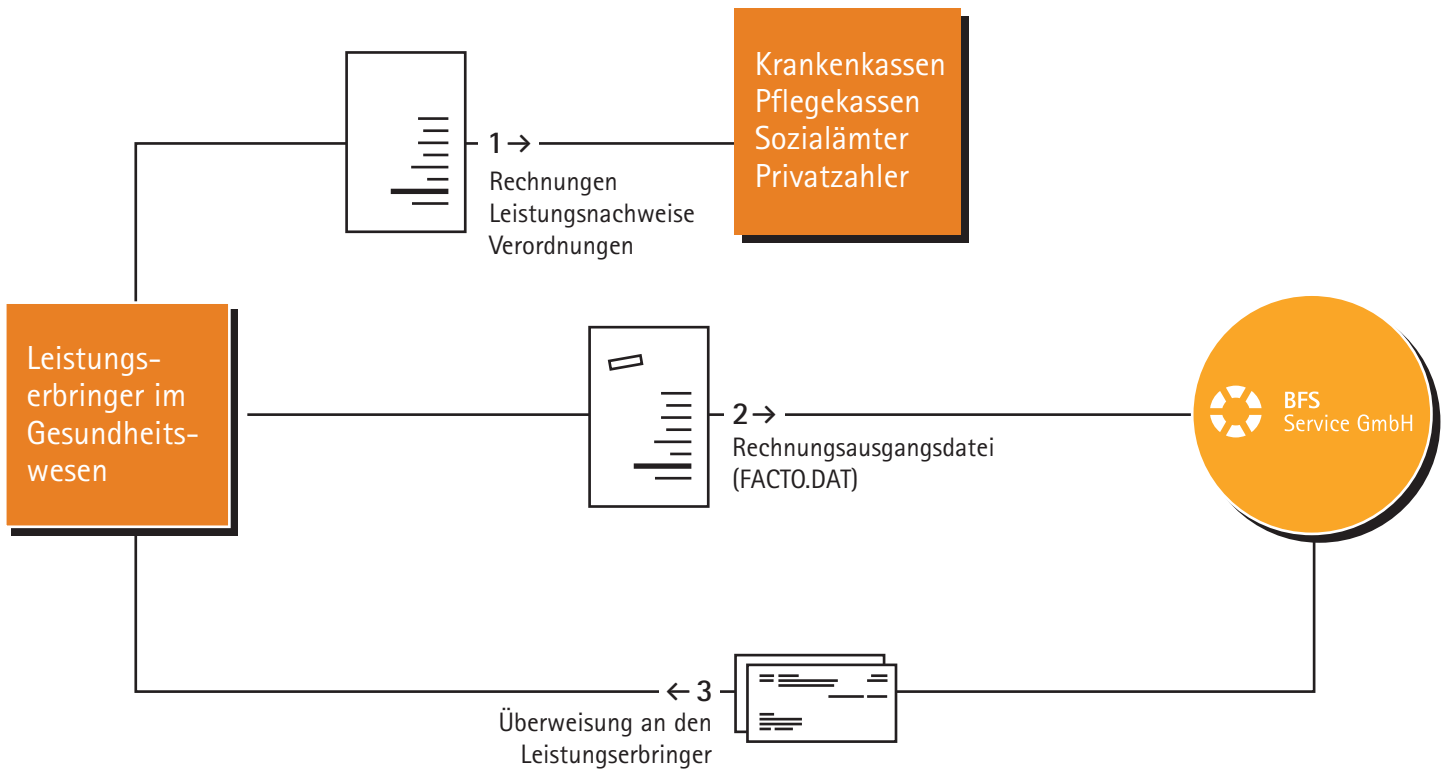 Krankenkassen
Pflegekassen
Sozialämter
Privatzahler
1→
Rechnungen
Leistungsnachweise
Verordnungen
Leistungs-
erbringer im
Gesundheits-
wesen
2→
Rechnungsausgangsdatei
(FACTO.DAT)
BFS
Service GmbH
←3
Überweisung an den
Leistungserbringer